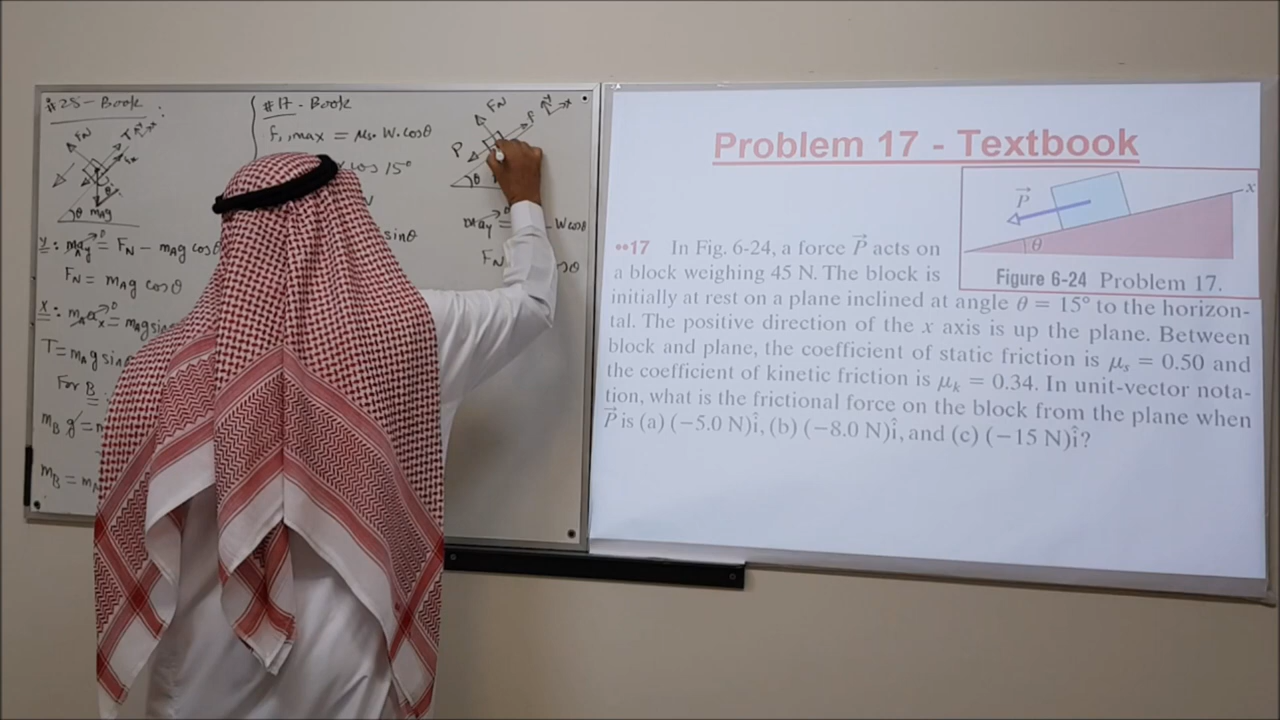 #25 - Book :
FN
T
mAg
θ
y: mAay = FN - mAg cosθ
FN = mAg cosθ
x: mAax = mAg sin
T = mAg sin
For B
mB g =
mB = m
#17 - Book
fs,max = μs. W. cosθ
cos 15°
sinθ
FN
P
θ
may = 0
- W cosθ
Problem 17 - Textbook
P
θ
x
Figure 6-24 Problem 17.
••17 In Fig. 6-24, a force P⃗ acts on
a block weighing 45 N. The block is
initially at rest on a plane inclined at angle θ = 15° to the horizon-
tal. The positive direction of the x axis is up the plane. Between
block and plane, the coefficient of static friction is μs = 0.50 and
the coefficient of kinetic friction is μk = 0.34. In unit-vector nota-
tion, what is the frictional force on the block from the plane when
P⃗ is (a) (−5.0 N)î, (b) (−8.0 N)î, and (c) (−15 N)î?